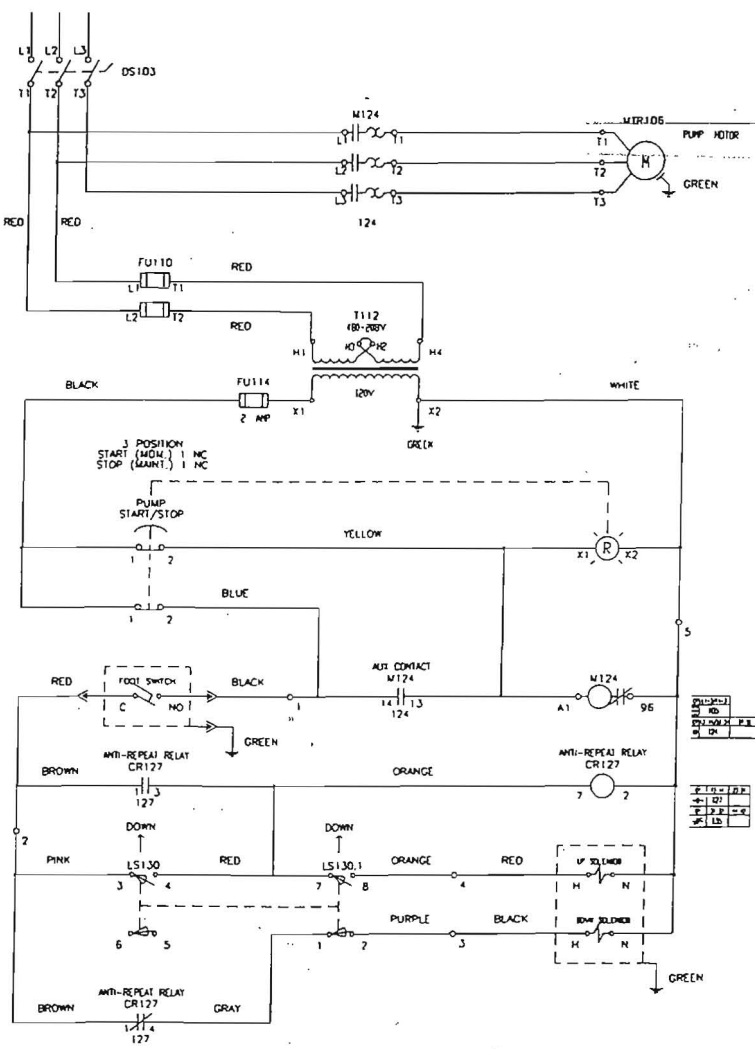 L1 L2 L3
DS103
T1 T2 T3
M124
L1 T1
L2 T2
L3 T3
124
MTR106
PUMP MOTOR
T1
T2
T3
M
GREEN
RED RED
FU110
L1 T1
RED
L2 T2
RED
T112
H1 H3 H2 H4
BLACK
FU114
2 AMP
X1 120V X2
WHITE
GREEN
3 POSITION
START (MOM.) 1 NC
STOP (MAINT.) 1 NC
PUMP
START/STOP
1 2
YELLOW
X1 R X2
1 2
BLUE
5
RED
FOOT SWITCH
C NO
BLACK
1
AUX CONTACT
M124
14 13
124
M124
A1 96
GREEN
BROWN
ANTI-REPEAT RELAY
CR127
1 3
127
ORANGE
ANTI-REPEAT RELAY
CR127
7 2
2
DOWN DOWN
PINK
LS130
3 4
RED
LS130.1
7 8
ORANGE
4
RED
UP SOLENOID
H N
6 5
1 2
PURPLE
3
BLACK
DOWN SOLENOID
H N
GREEN
BROWN
ANTI-REPEAT RELAY
CR127
1 4
127
GRAY